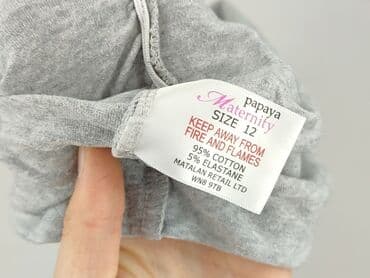 papaya
Maternity
SIZE 12
KEEP AWAY FROM
FIRE AND FLAMES
95% COTTON
5% ELASTANE
MATALAN RETAIL LTD
WN8 9TB